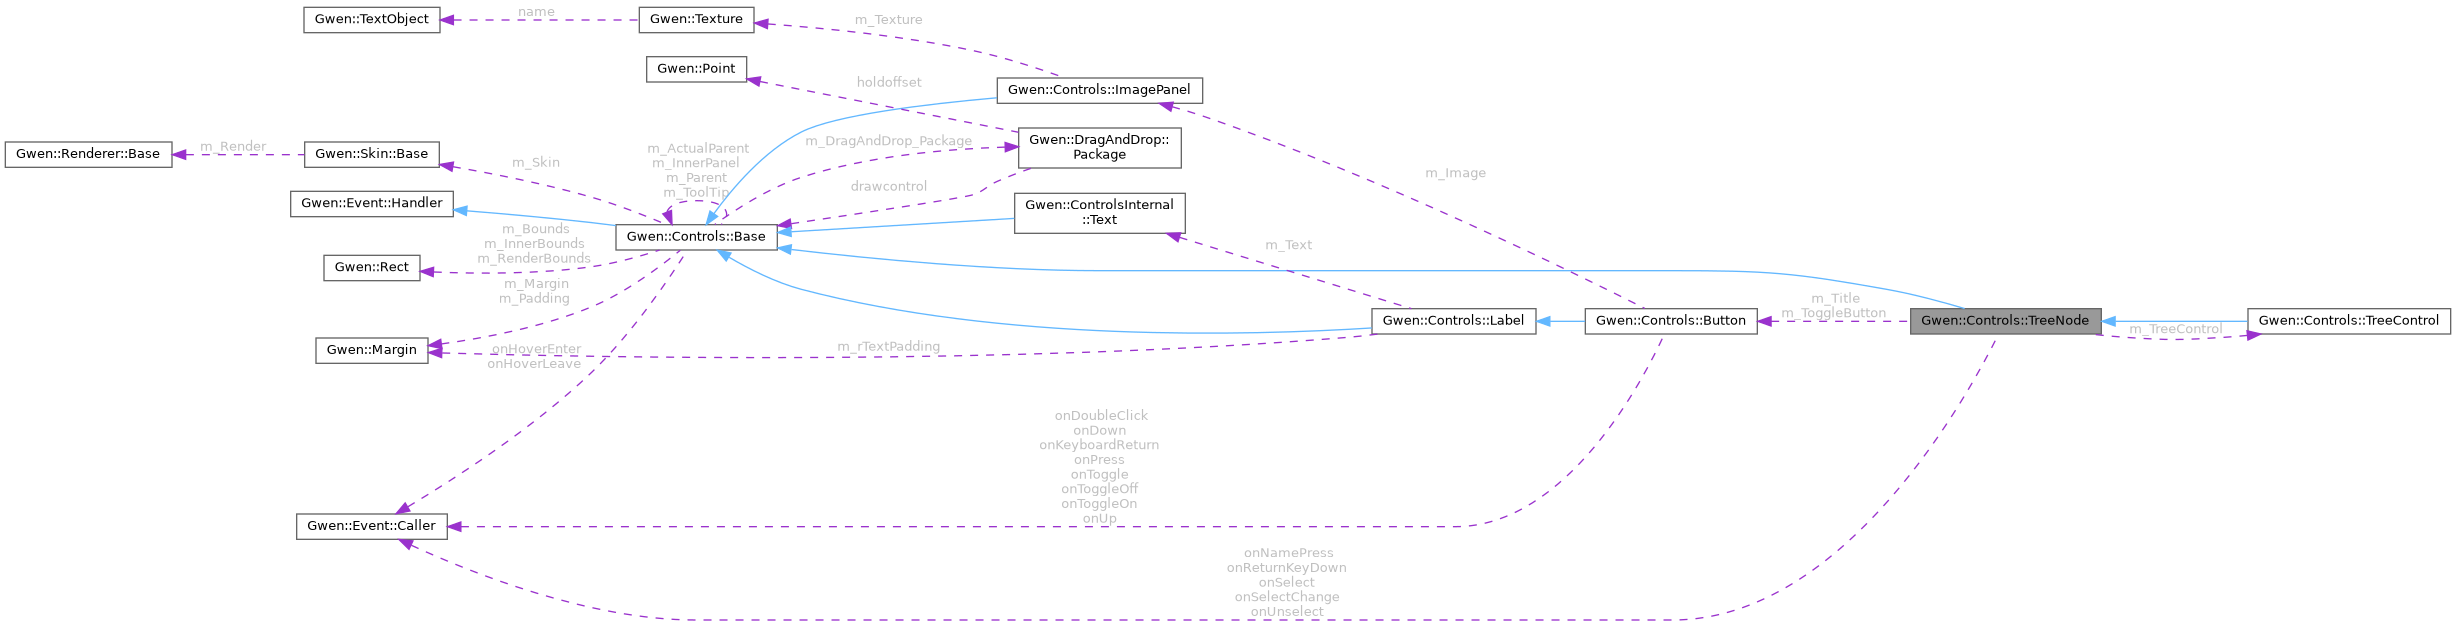 Gwen::TextObject
name
Gwen::Texture
m_Texture
Gwen::Point
holdoffset
Gwen::Controls::ImagePanel
Gwen::Renderer::Base
m_Render
Gwen::Skin::Base
m_Skin
m_ActualParent
m_InnerPanel
m_Parent
m_ToolTip
m_DragAndDrop_Package
Gwen::DragAndDrop::
Package
drawcontrol
m_Image
Gwen::Event::Handler
Gwen::ControlsInternal
::Text
Gwen::Controls::Base
m_Bounds
m_InnerBounds
m_RenderBounds
m_Text
Gwen::Rect
m_Margin
m_Padding
Gwen::Controls::Label
Gwen::Controls::Button
m_Title
m_ToggleButton
Gwen::Controls::TreeNode
m_TreeControl
Gwen::Controls::TreeControl
Gwen::Margin
m_rTextPadding
onHoverEnter
onHoverLeave
onDoubleClick
onDown
onKeyboardReturn
onPress
onToggle
onToggleOff
onToggleOn
onUp
Gwen::Event::Caller
onNamePress
onReturnKeyDown
onSelect
onSelectChange
onUnselect